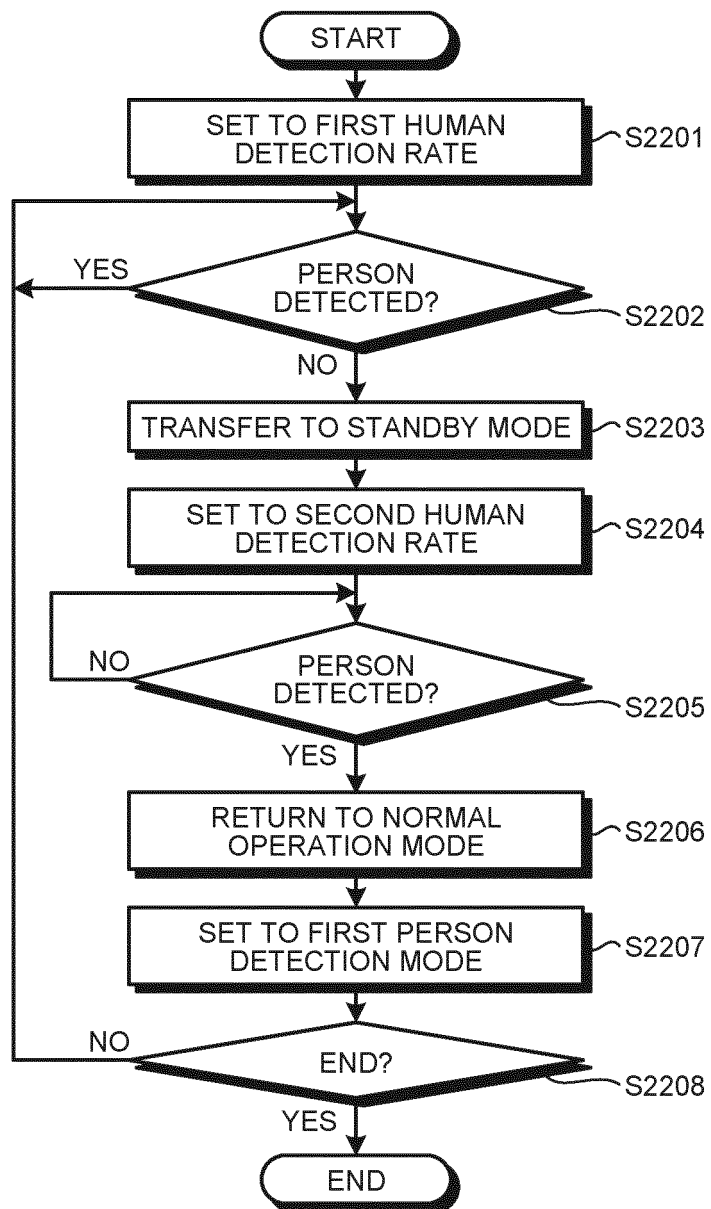 START
SET TO FIRST HUMAN
DETECTION RATE
S2201
YES
PERSON
DETECTED?
S2202
NO
TRANSFER TO STANDBY MODE
S2203
SET TO SECOND HUMAN
DETECTION RATE
S2204
NO
PERSON
DETECTED?
S2205
YES
RETURN TO NORMAL
OPERATION MODE
S2206
SET TO FIRST PERSON
DETECTION MODE
S2207
NO
END?
S2208
YES
END